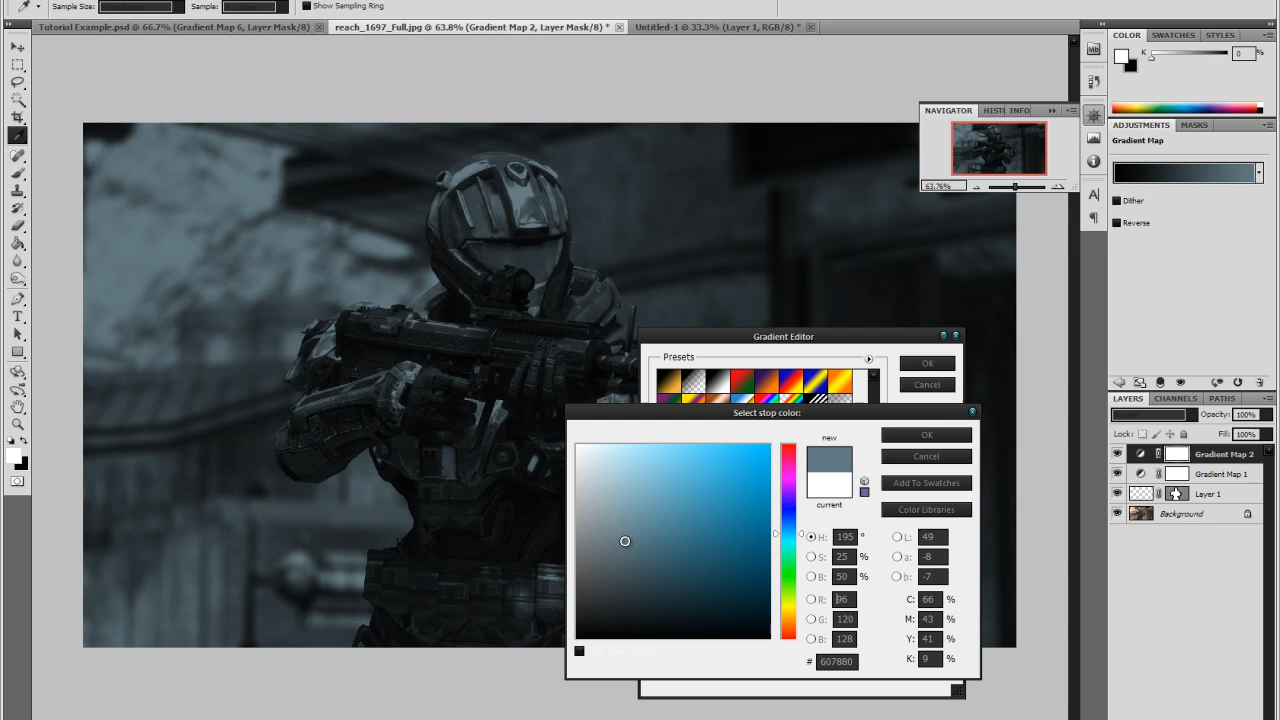 Sample Size:
Sample:
Show Sampling Ring
Tutorial Example.psd @ 66.7% (Gradient Map 6, Layer Mask/8)
reach_1697_Full.jpg @ 63.8% (Gradient Map 2, Layer Mask/8) *
Untitled-1 @ 33.3% (Layer 1, RGB/8) *
COLOR SWATCHES STYLES
K 0 %
NAVIGATOR HIST INFO
63.76%
ADJUSTMENTS MASKS
Gradient Map
Dither
Reverse
Gradient Editor
Presets
OK
Cancel
Select stop color:
new
current
OK
Cancel
Add To Swatches
Color Libraries
H: 195 °
S: 25 %
B: 50 %
R: 96
G: 120
B: 128
# 607880
L: 49
a: -8
b: -7
C: 66 %
M: 43 %
Y: 41 %
K: 9 %
LAYERS CHANNELS PATHS
Opacity: 100%
Lock: Fill: 100%
Gradient Map 2
Gradient Map 1
Layer 1
Background